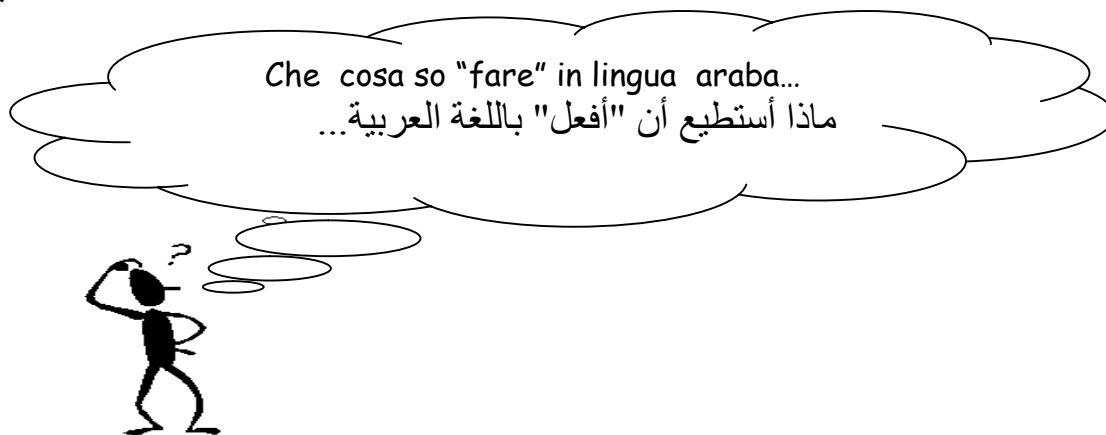 Che cosa so “fare” in lingua araba…
ماذا أستطيع أن "أفعل" باللغة العربية...
?